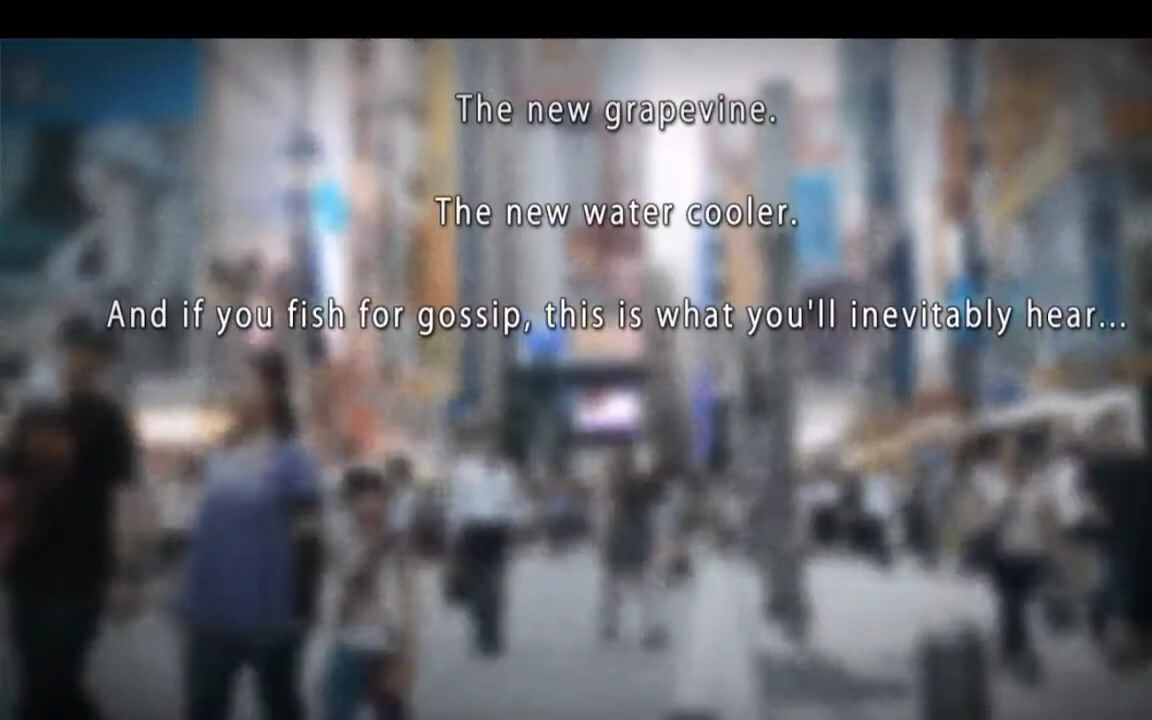 The new grapevine.
The new water cooler.
And if you fish for gossip, this is what you'll inevitably hear...